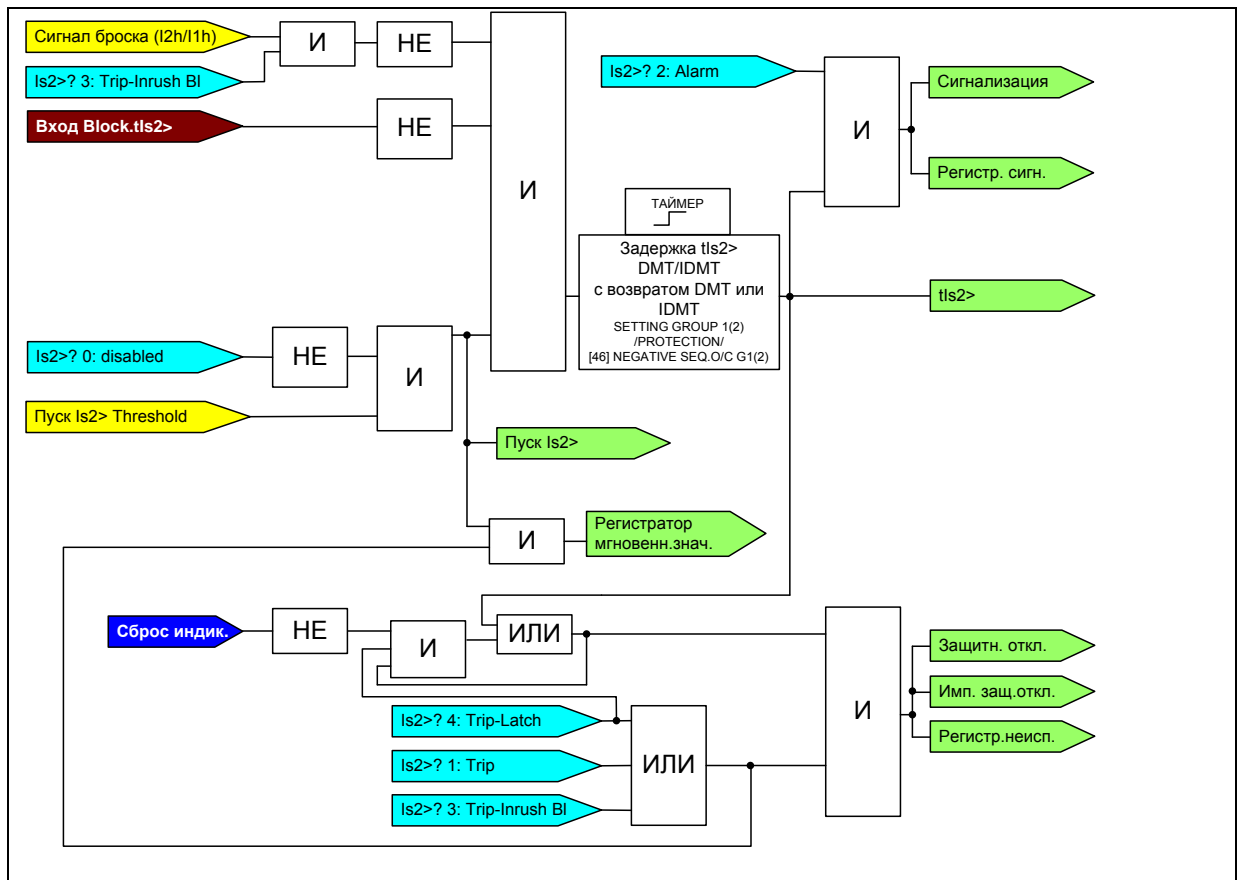 Сигнал броска (I2h/I1h)
И
НЕ
Is2>? 3: Trip-Inrush Bl
Вход Block.tIs2>
НЕ
И
Is2>? 2: Alarm
И
Сигнализация
Регистр. сигн.
ТАЙМЕР
Задержка tIs2>
DMT/IDMT
с возвратом DMT или
IDMT
SETTING GROUP 1(2)
/PROTECTION/
[46] NEGATIVE SEQ.O/C G1(2)
tIs2>
Is2>? 0: disabled
НЕ
И
Пуск Is2> Threshold
Пуск Is2>
И
Регистратор
мгновенн.знач.
Сброс индик.
НЕ
И
ИЛИ
И
Защитн. откл.
Имп. защ.откл.
Регистр.неисп.
Is2>? 4: Trip-Latch
Is2>? 1: Trip
ИЛИ
Is2>? 3: Trip-Inrush Bl